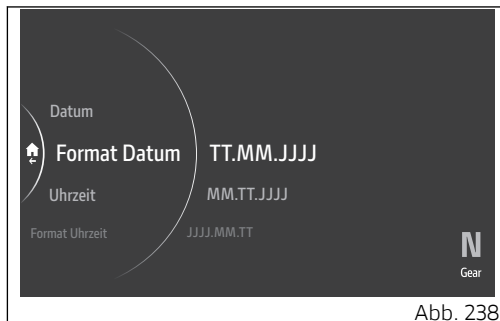 Datum
Format Datum TT.MM.JJJJ
Uhrzeit MM.TT.JJJJ
Format Uhrzeit JJJJ.MM.TT
N
Gear
Abb. 238